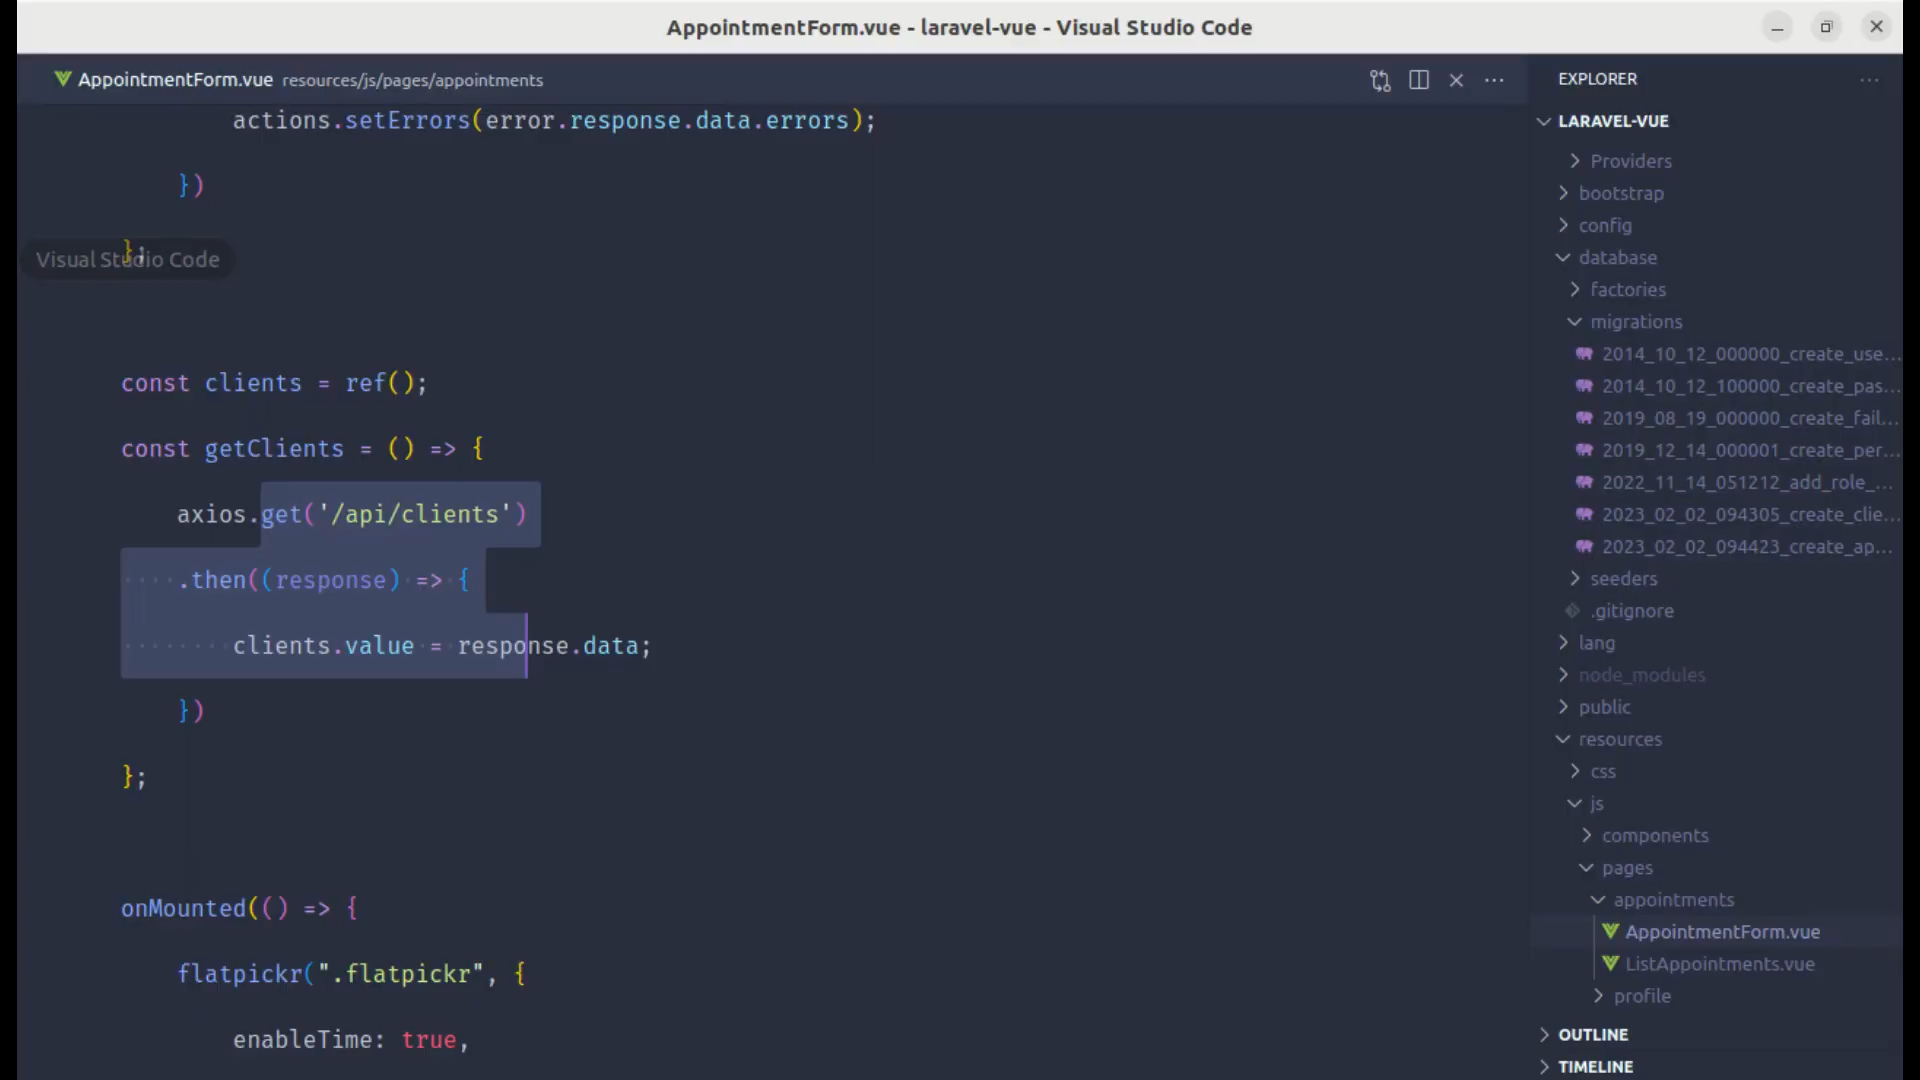 AppointmentForm.vue - laravel-vue - Visual Studio Code
AppointmentForm.vue resources/js/pages/appointments
actions.setErrors(error.response.data.errors);
})
};
Visual Studio Code
const clients = ref();
const getClients = () => {
axios.get('/api/clients')
.then((response) => {
clients.value = response.data;
})
};
onMounted(() => {
flatpickr(".flatpickr", {
enableTime: true,
EXPLORER
LARAVEL-VUE
Providers
bootstrap
config
database
factories
migrations
2014_10_12_000000_create_use...
2014_10_12_100000_create_pas...
2019_08_19_000000_create_fail...
2019_12_14_000001_create_per...
2022_11_14_051212_add_role_...
2023_02_02_094305_create_clie...
2023_02_02_094423_create_ap...
seeders
.gitignore
lang
node_modules
public
resources
css
js
components
pages
appointments
AppointmentForm.vue
ListAppointments.vue
profile
OUTLINE
TIMELINE